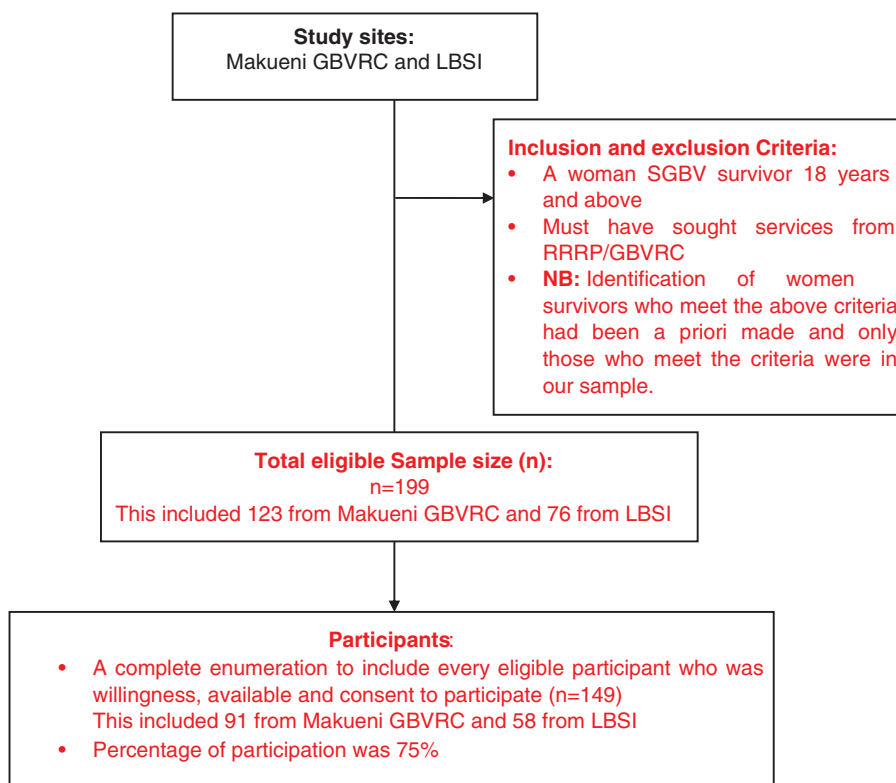 Study sites:
Makueni GBVRC and LBSI
Inclusion and exclusion Criteria:
• A woman SGBV survivor 18 years
and above
• Must have sought services from
RRRP/GBVRC
• NB: Identification of women
survivors who meet the above criteria
had been a priori made and only
those who meet the criteria were in
our sample.
Total eligible Sample size (n):
n=199
This included 123 from Makueni GBVRC and 76 from LBSI
Participants:
• A complete enumeration to include every eligible participant who was
willingness, available and consent to participate (n=149)
This included 91 from Makueni GBVRC and 58 from LBSI
• Percentage of participation was 75%